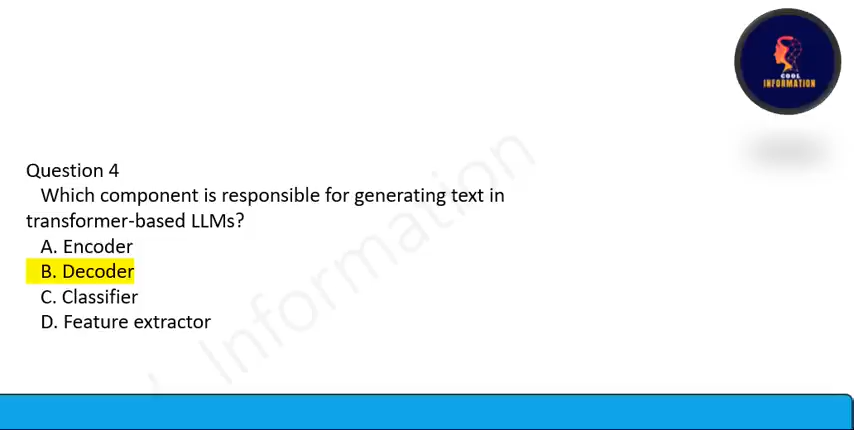 COOL
INFORMATION
Question 4
Which component is responsible for generating text in
transformer-based LLMs?
A. Encoder
B. Decoder
C. Classifier
D. Feature extractor
Information